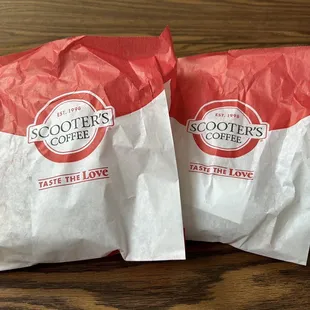 EST. 1998
SCOOTER'S
COFFEE
TASTE THE LOVE
EST. 1998
SCOOTER'S
COFFEE
TASTE THE LOVE